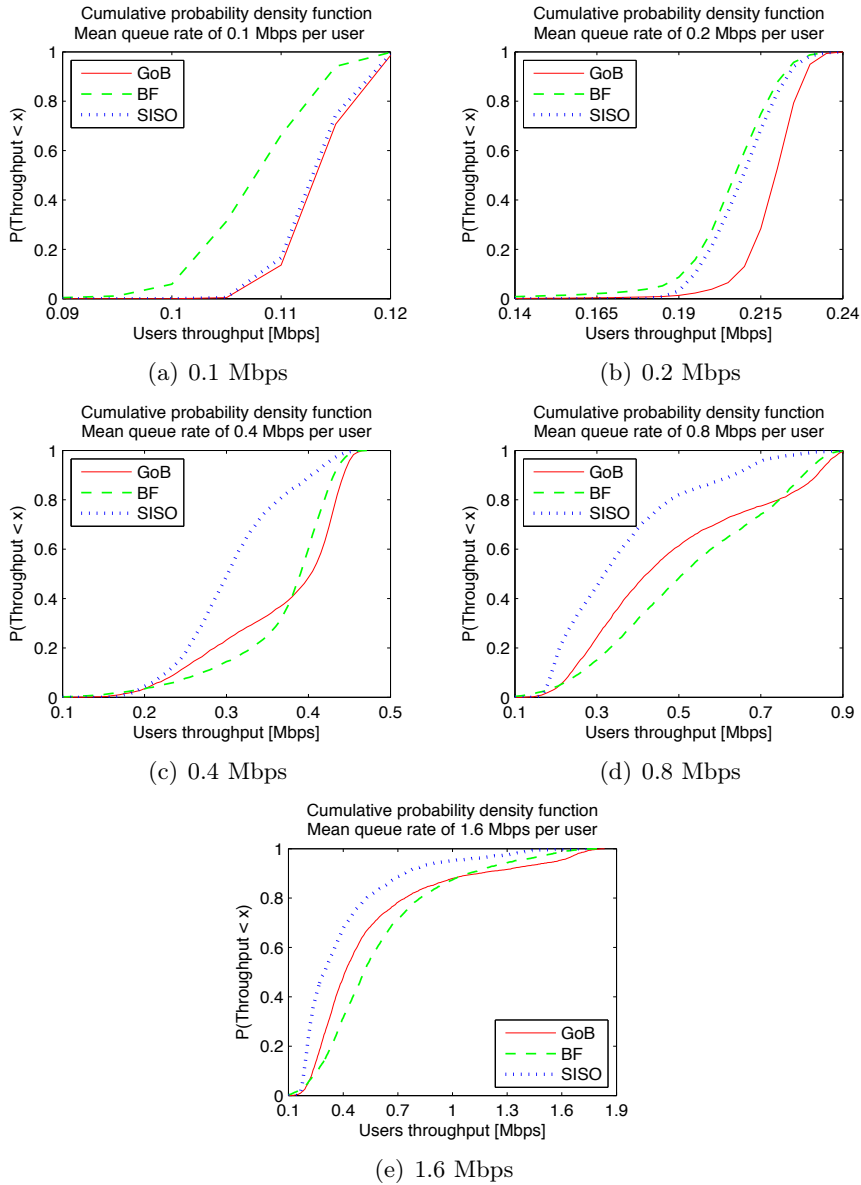 Cumulative probability density function
Mean queue rate of 0.1 Mbps per user
P(Throughput < x)
1
0.8
0.6
0.4
0.2
0
GoB
BF
SISO
0.09 0.1 0.11 0.12
Users throughput [Mbps]
(a) 0.1 Mbps
Cumulative probability density function
Mean queue rate of 0.2 Mbps per user
P(Throughput < x)
1
0.8
0.6
0.4
0.2
0
GoB
BF
SISO
0.14 0.165 0.19 0.215 0.24
Users throughput [Mbps]
(b) 0.2 Mbps
Cumulative probability density function
Mean queue rate of 0.4 Mbps per user
P(Throughput < x)
1
0.8
0.6
0.4
0.2
0
GoB
BF
SISO
0.1 0.2 0.3 0.4 0.5
Users throughput [Mbps]
(c) 0.4 Mbps
Cumulative probability density function
Mean queue rate of 0.8 Mbps per user
P(Throughput < x)
1
0.8
0.6
0.4
0.2
0
GoB
BF
SISO
0.1 0.3 0.5 0.7 0.9
Users throughput [Mbps]
(d) 0.8 Mbps
Cumulative probability density function
Mean queue rate of 1.6 Mbps per user
P(Throughput < x)
1
0.8
0.6
0.4
0.2
0
GoB
BF
SISO
0.1 0.4 0.7 1 1.3 1.6 1.9
Users throughput [Mbps]
(e) 1.6 Mbps